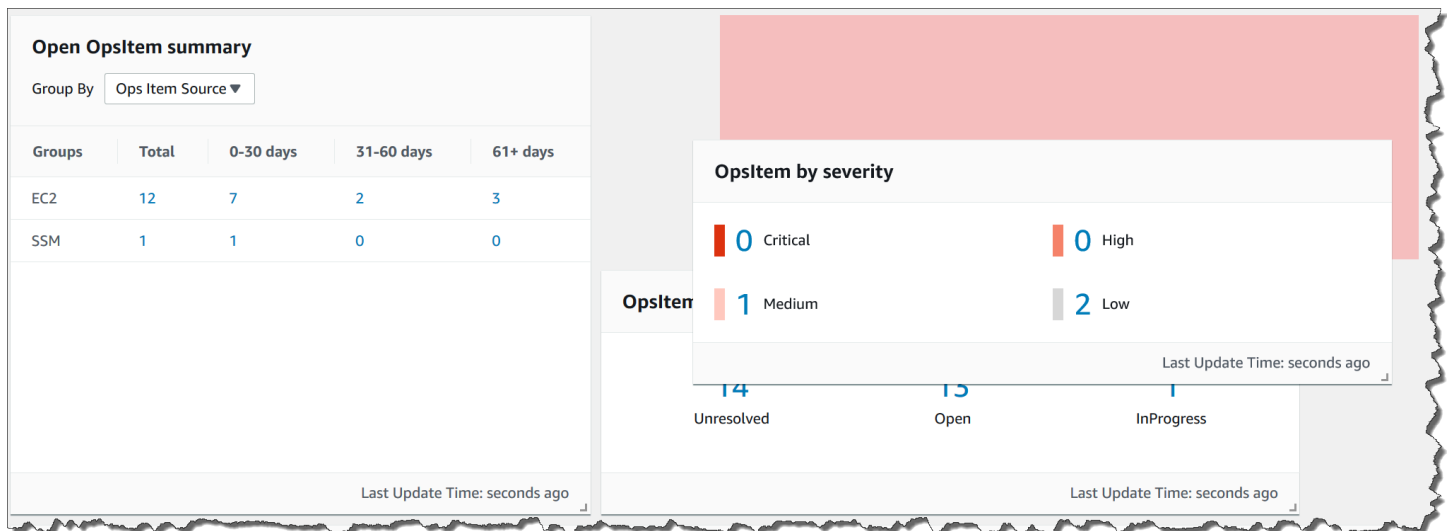 Open OpsItem summary
Group By Ops Item Source
Groups Total 0-30 days 31-60 days 61+ days
EC2 12 7 2 3
SSM 1 1 0 0
Last Update Time: seconds ago
OpsItem by severity
0 Critical 0 High
1 Medium 2 Low
Last Update Time: seconds ago
OpsItem
14 13 1
Unresolved Open InProgress
Last Update Time: seconds ago